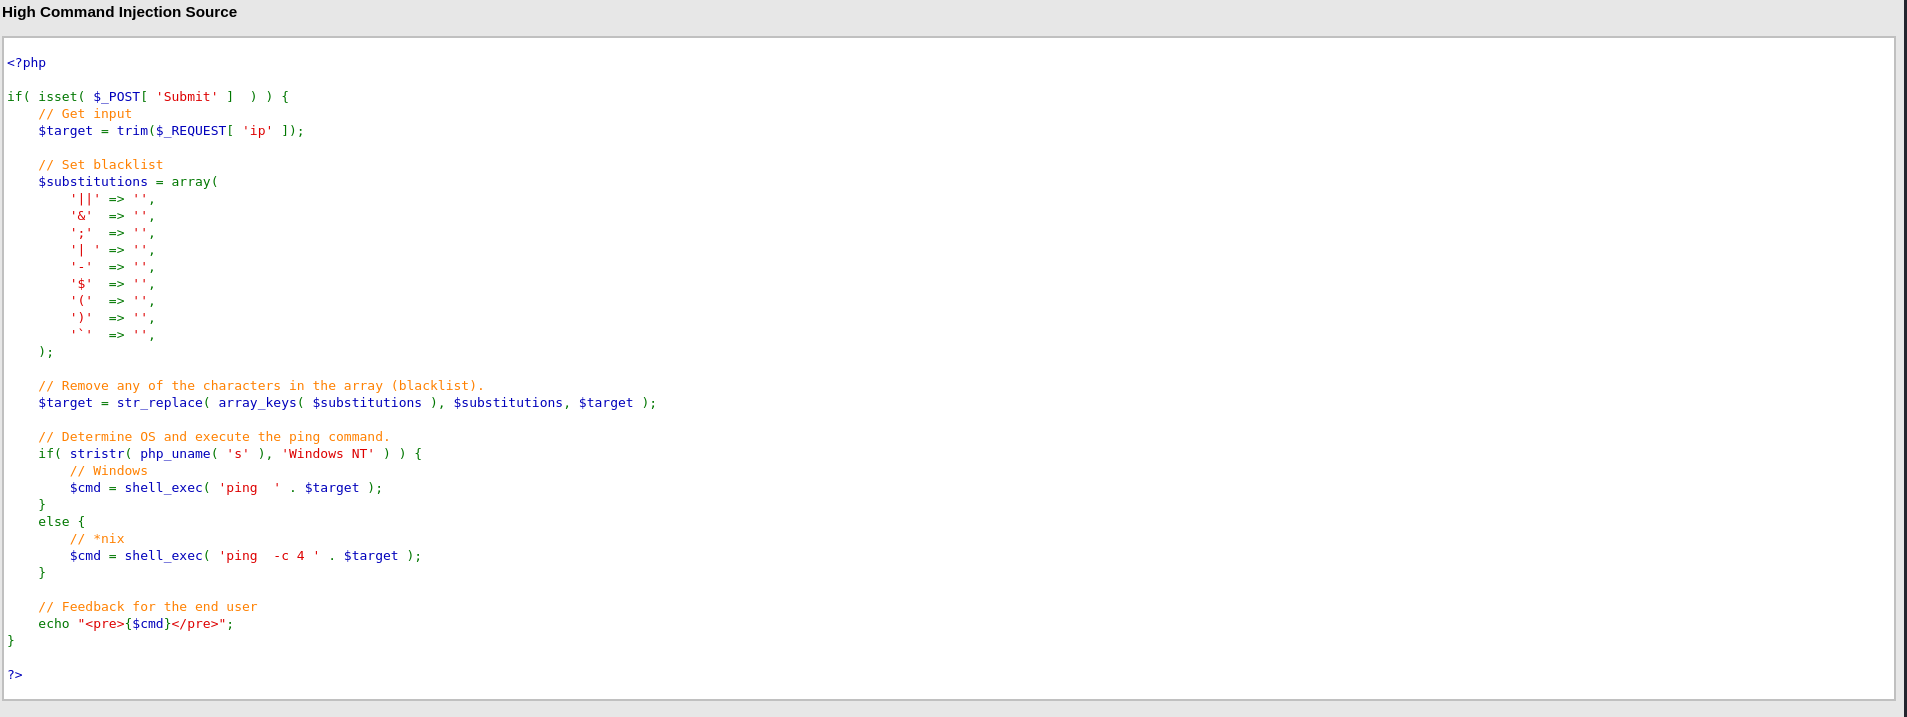 High Command Injection Source
<?php
if( isset( $_POST[ 'Submit' ]  ) ) {
    // Get input
    $target = trim($_REQUEST[ 'ip' ]);
    // Set blacklist
    $substitutions = array(
        '||' => '',
        '&'  => '',
        ';'  => '',
        '| ' => '',
        '-'  => '',
        '$'  => '',
        '('  => '',
        ')'  => '',
        '`'  => '',
    );
    // Remove any of the characters in the array (blacklist).
    $target = str_replace( array_keys( $substitutions ), $substitutions, $target );
    // Determine OS and execute the ping command.
    if( stristr( php_uname( 's' ), 'Windows NT' ) ) {
        // Windows
        $cmd = shell_exec( 'ping  ' . $target );
    }
    else {
        // *nix
        $cmd = shell_exec( 'ping  -c 4 ' . $target );
    }
    // Feedback for the end user
    echo "<pre>{$cmd}</pre>";
}
?>